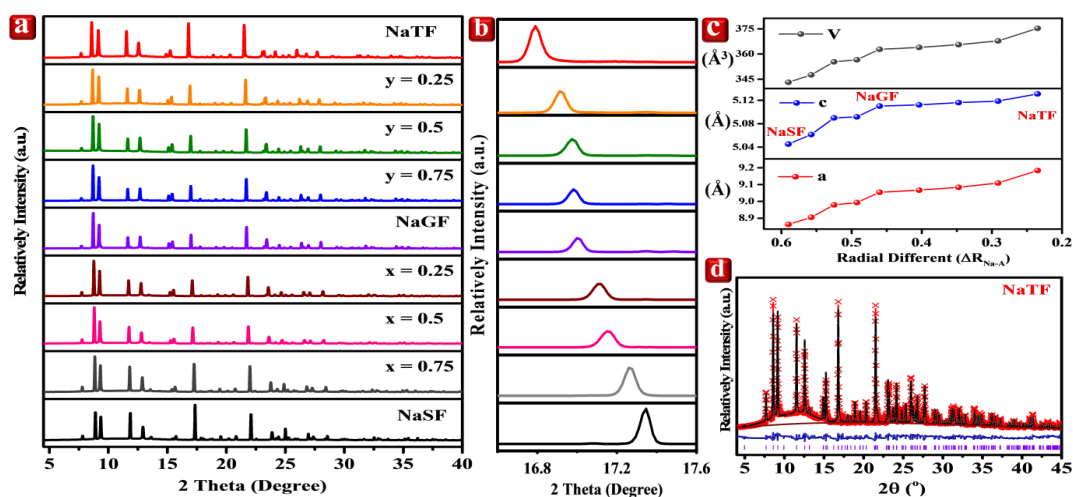 a
NaTF
y = 0.25
y = 0.5
y = 0.75
NaGF
x = 0.25
x = 0.5
x = 0.75
NaSF
Relatively Intensity (a.u.)
5 10 15 20 25 30 35 40
2 Theta (Degree)
b
Relatively Intensity (a.u.)
16.8 17.2 17.6
2 Theta (Degree)
c
V
(Å³)
375
360
345
c
(Å)
5.12
5.08
5.04
NaSF
NaGF
NaTF
a
(Å)
9.2
9.1
9.0
8.9
0.6 0.5 0.4 0.3 0.2
Radial Different (ΔR_Na-A)
d
NaTF
Relatively Intensity (a.u.)
5 10 15 20 25 30 35 40 45
2θ (°)